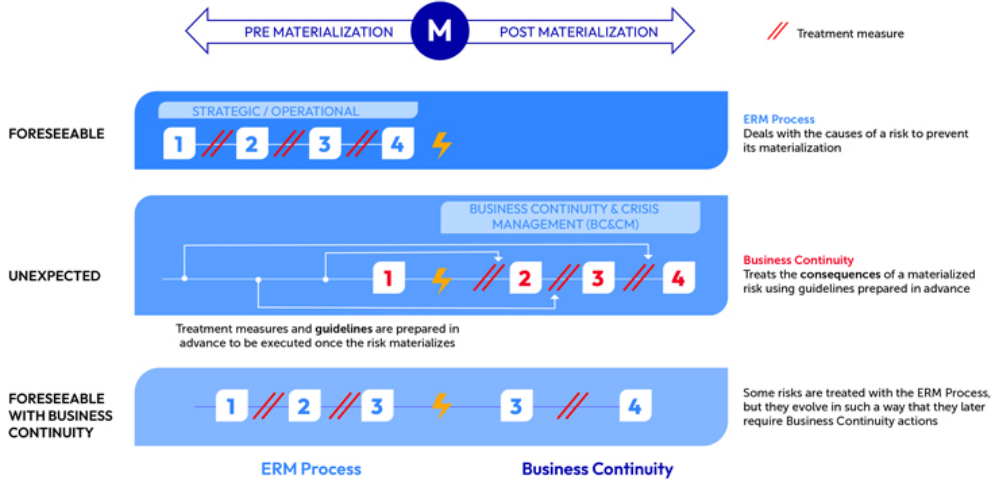 PRE MATERIALIZATION
M
POST MATERIALIZATION
Treatment measure
FORESEEABLE
STRATEGIC / OPERATIONAL
1 2 3 4
ERM Process
Deals with the causes of a risk to prevent
its materialization
UNEXPECTED
BUSINESS CONTINUITY & CRISIS
MANAGEMENT (BC&CM)
1 2 3 4
Business Continuity
Treats the consequences of a materialized
risk using guidelines prepared in advance
Treatment measures and guidelines are prepared in
advance to be executed once the risk materializes
FORESEEABLE
WITH BUSINESS
CONTINUITY
1 2 3 3 4
Some risks are treated with the ERM Process,
but they evolve in such a way that they later
require Business Continuity actions
ERM Process
Business Continuity